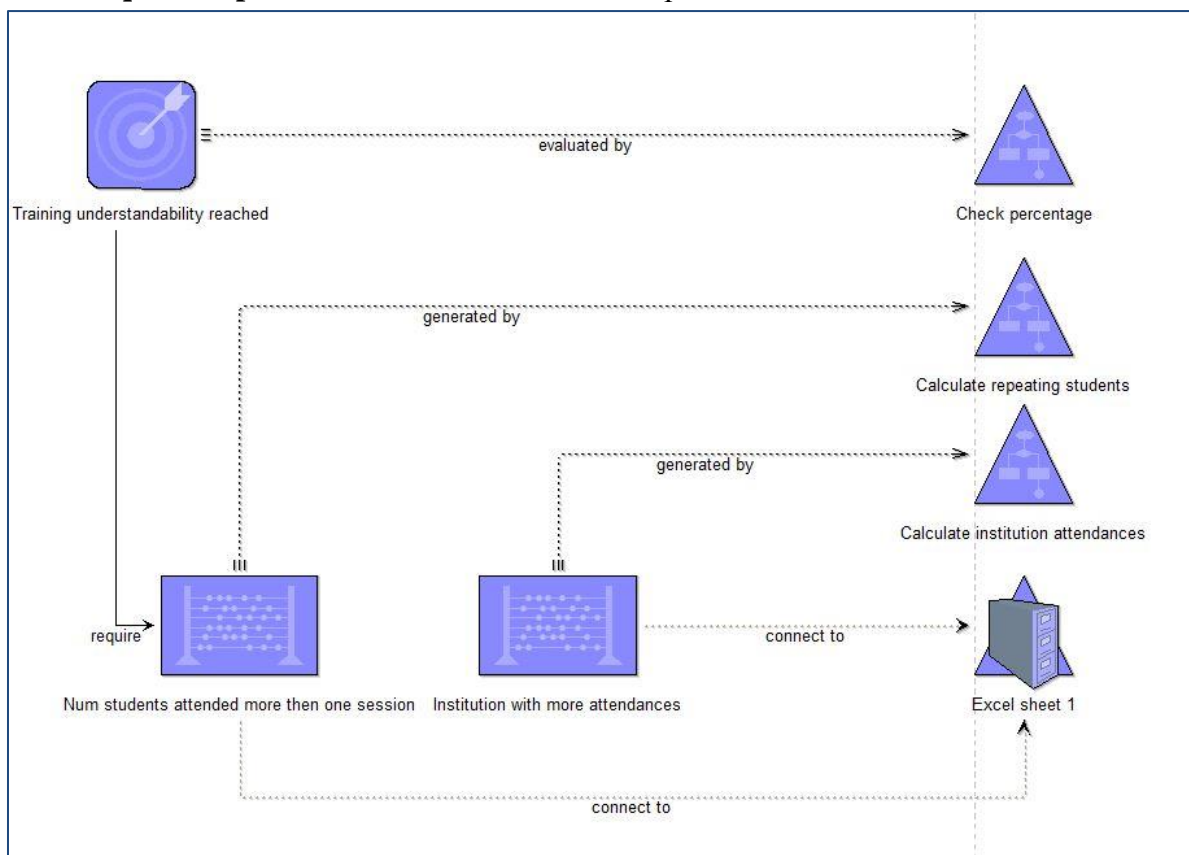 evaluated by
Training understandability reached
Check percentage
generated by
Calculate repeating students
generated by
Calculate institution attendances
require
connect to
Num students attended more then one session
Institution with more attendances
Excel sheet 1
connect to